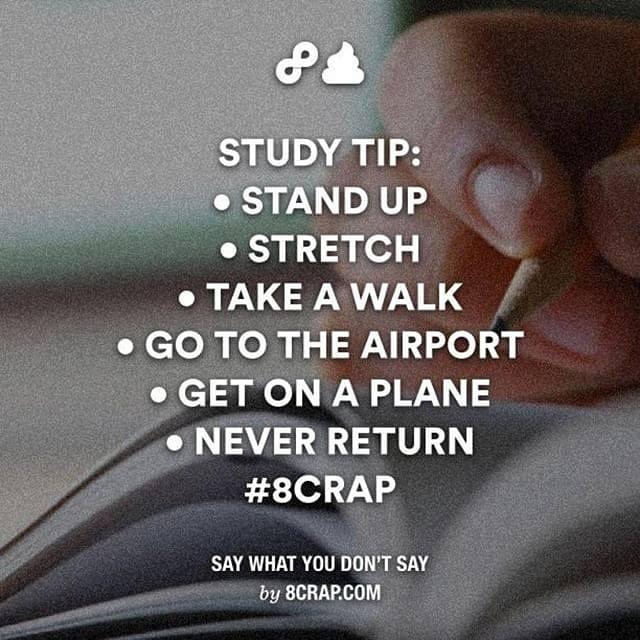 STUDY TIP:
• STAND UP
• STRETCH
• TAKE A WALK
• GO TO THE AIRPORT
• GET ON A PLANE
• NEVER RETURN
#8CRAP
SAY WHAT YOU DON'T SAY
by 8CRAP.COM